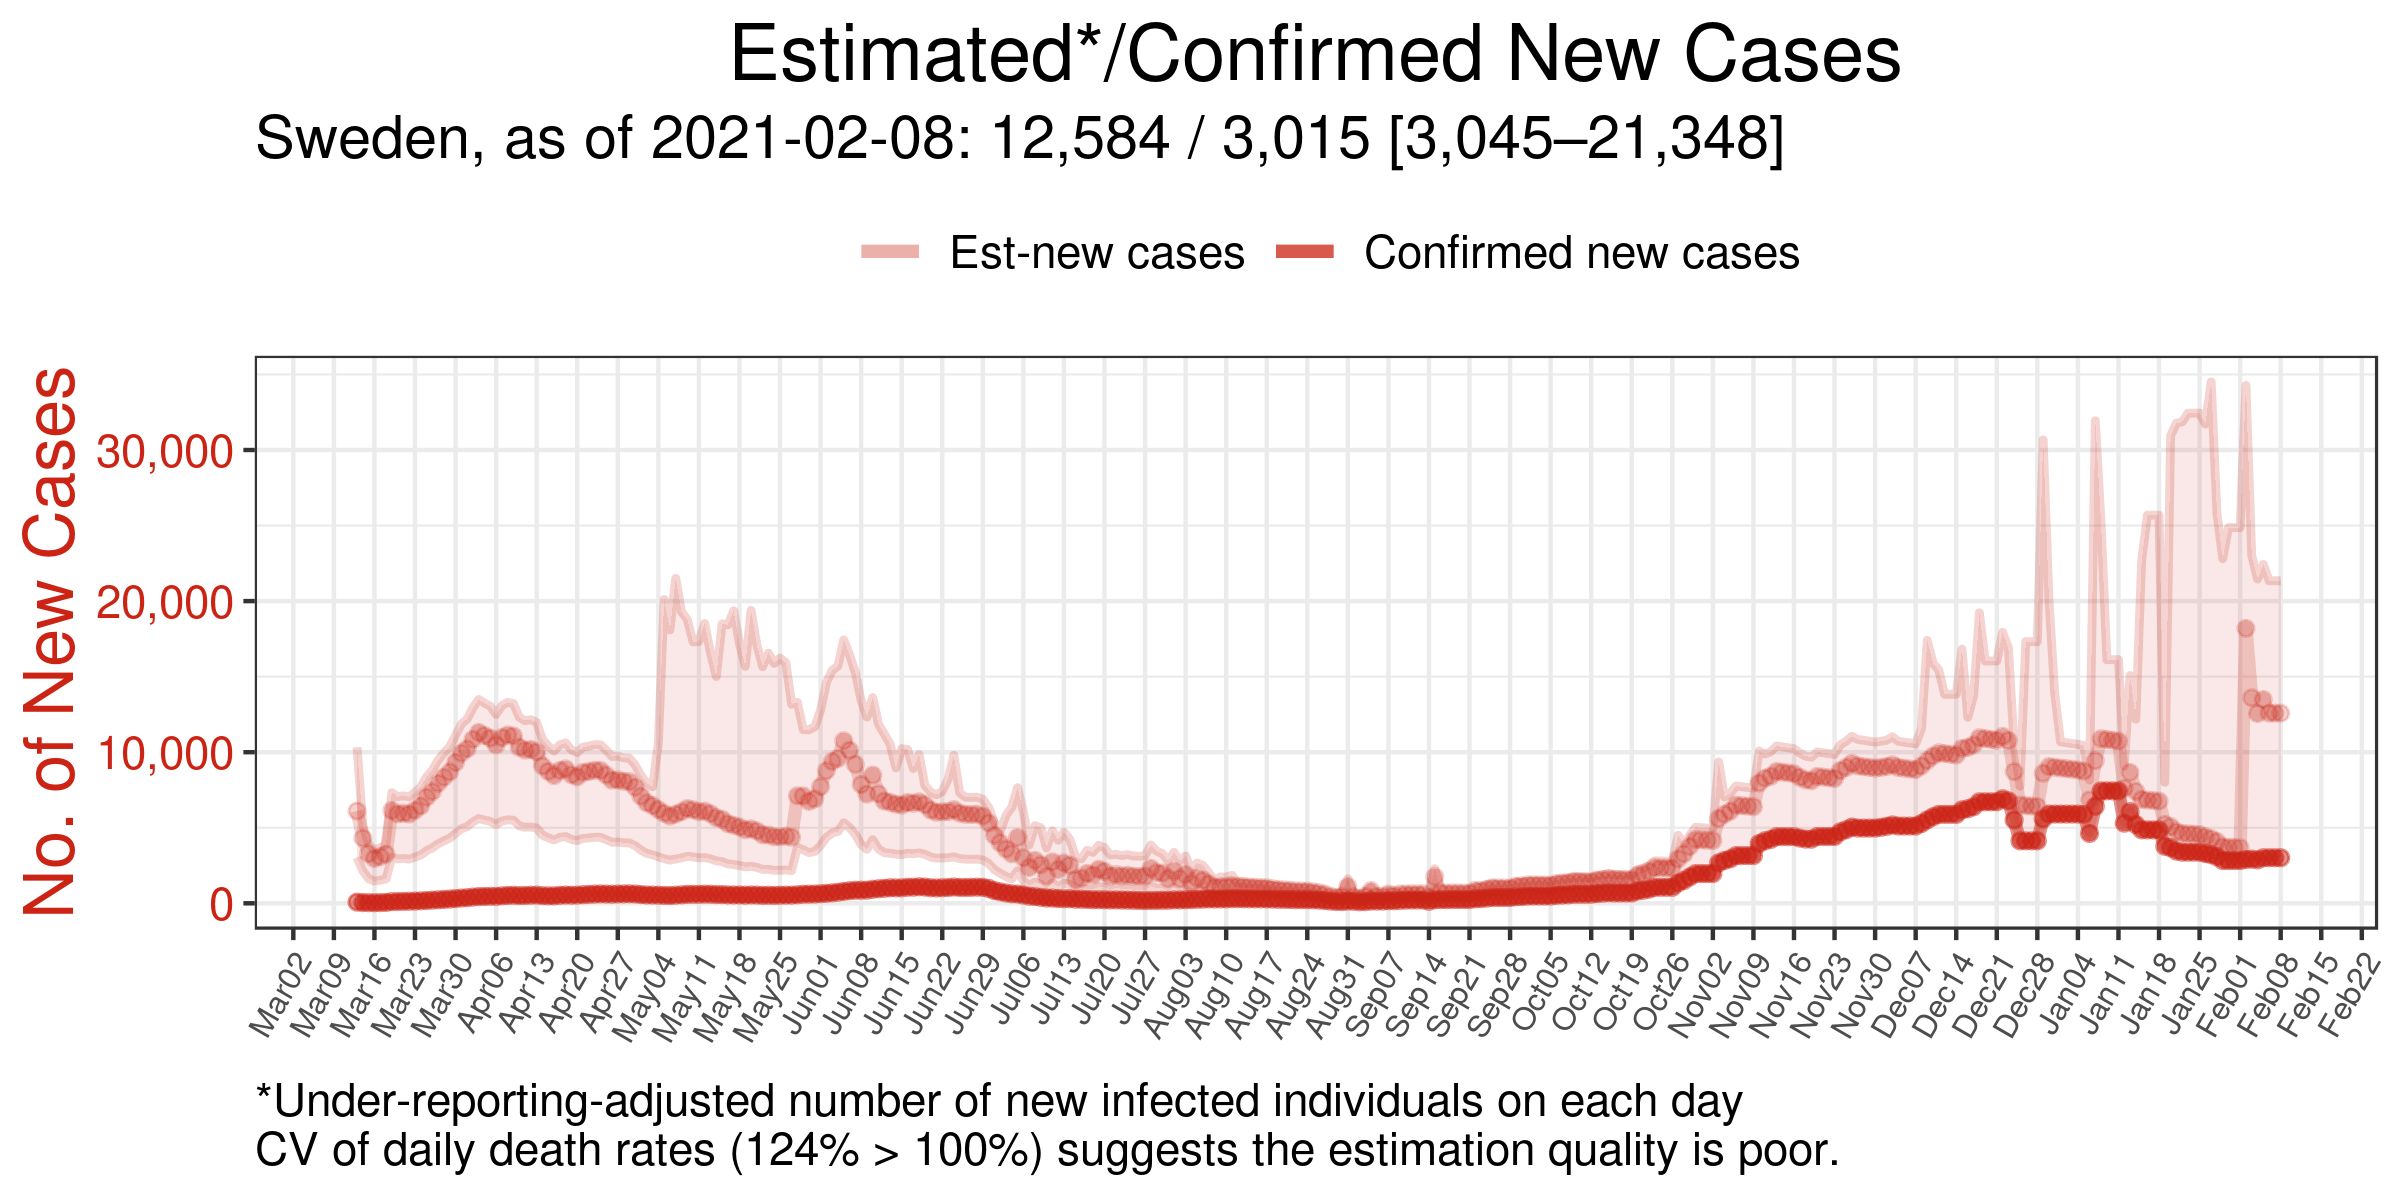 Estimated*/Confirmed New Cases
Sweden, as of 2021-02-08: 12,584 / 3,015 [3,045–21,348]
Est-new cases
Confirmed new cases
No. of New Cases
30,000
20,000
10,000
0
Mar02
Mar09
Mar16
Mar23
Mar30
Apr06
Apr13
Apr20
Apr27
May04
May11
May18
May25
Jun01
Jun08
Jun15
Jun22
Jun29
Jul06
Jul13
Jul20
Jul27
Aug03
Aug10
Aug17
Aug24
Aug31
Sep07
Sep14
Sep21
Sep28
Oct05
Oct12
Oct19
Oct26
Nov02
Nov09
Nov16
Nov23
Nov30
Dec07
Dec14
Dec21
Dec28
Jan04
Jan11
Jan18
Jan25
Feb01
Feb08
Feb15
Feb22
*Under-reporting-adjusted number of new infected individuals on each day
CV of daily death rates (124% > 100%) suggests the estimation quality is poor.